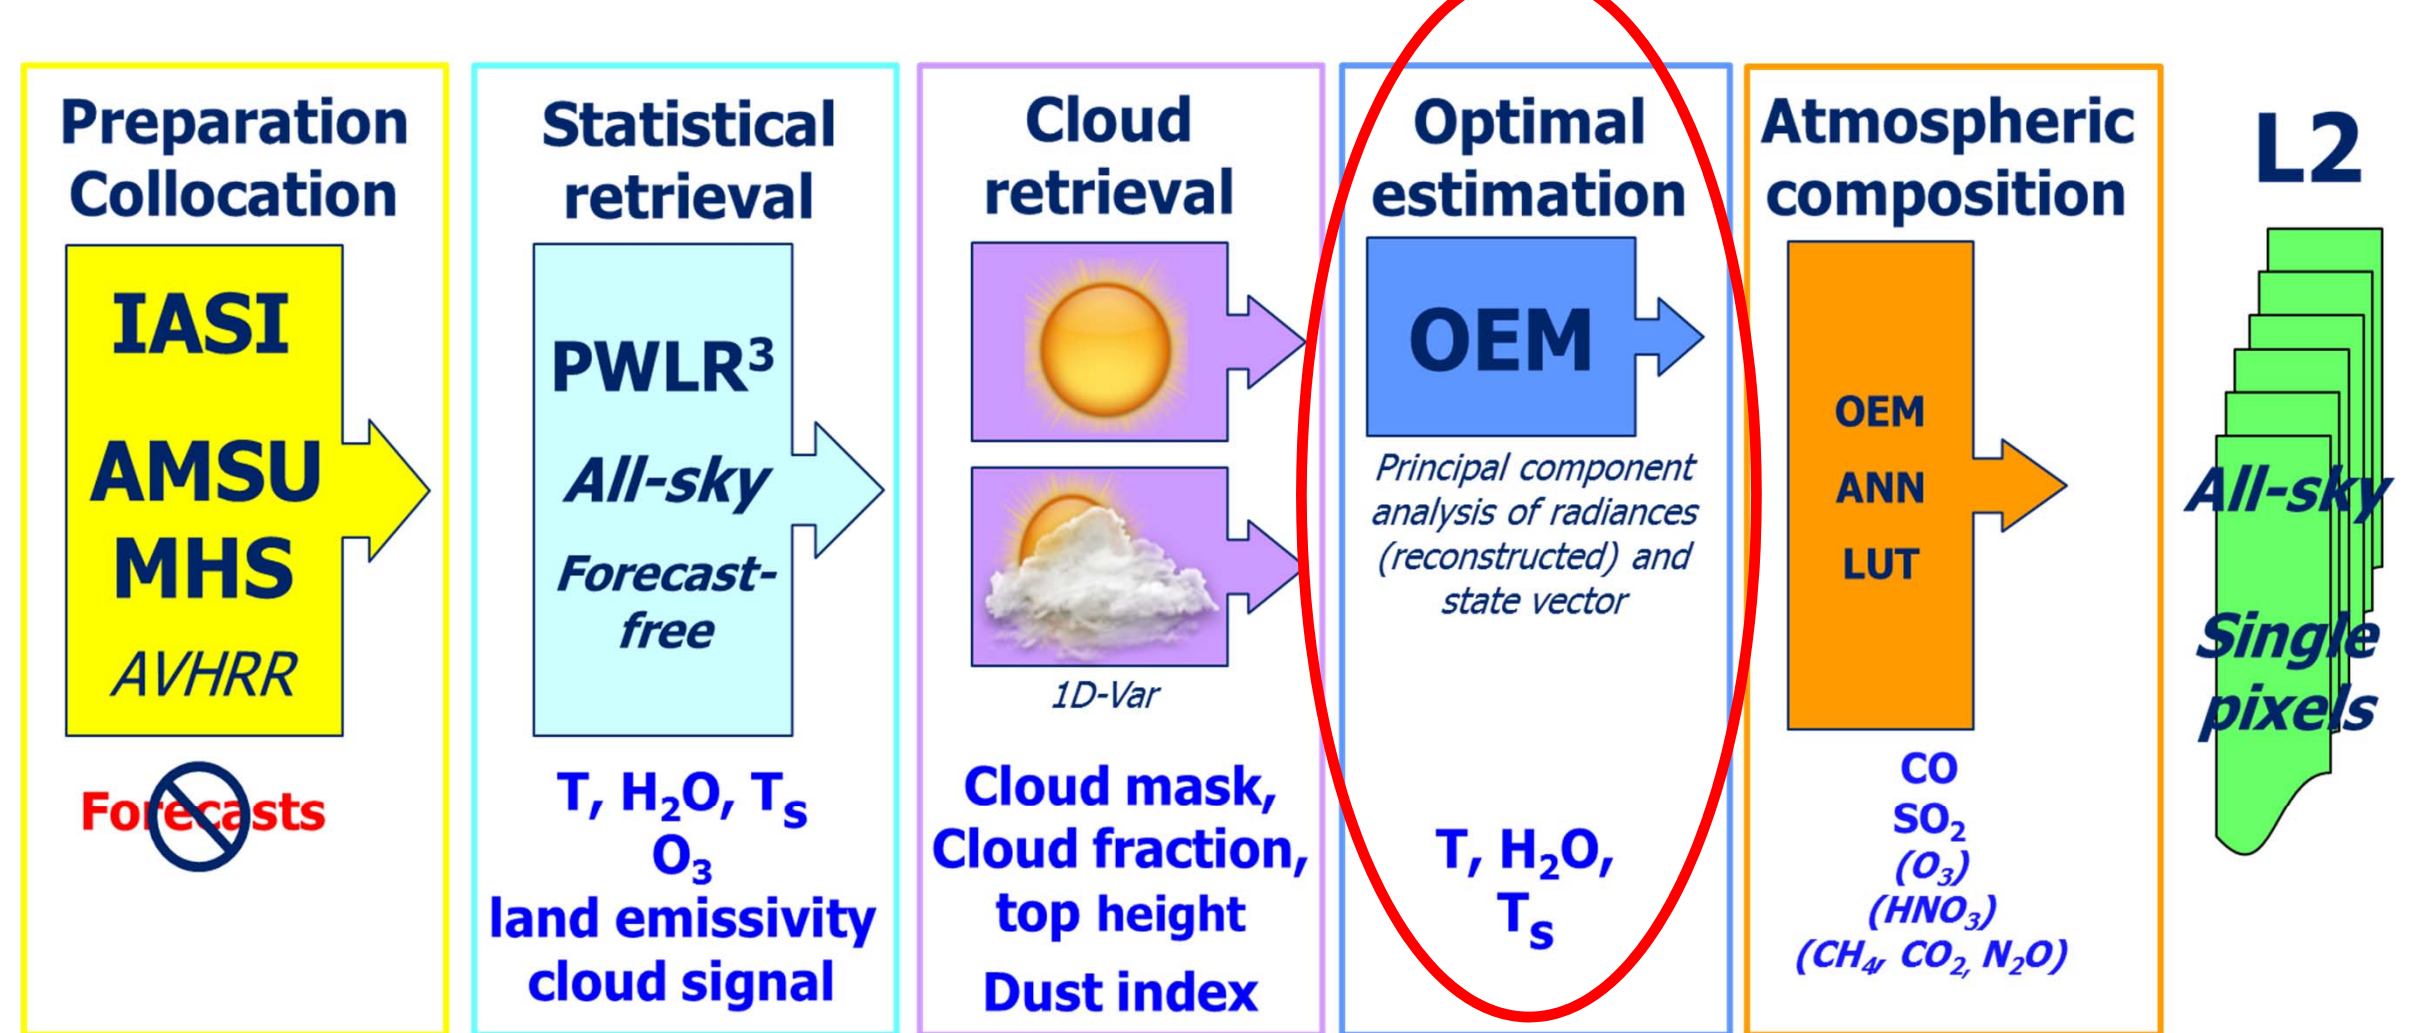 Preparation
Collocation
IASI
AMSU
MHS
AVHRR
Forecasts
Statistical
retrieval
PWLR³
All-sky
Forecast-
free
T, H₂O, Tₛ
O₃
land emissivity
cloud signal
Cloud
retrieval
1D-Var
Cloud mask,
Cloud fraction,
top height
Dust index
Optimal
estimation
OEM
Principal component
analysis of radiances
(reconstructed) and
state vector
T, H₂O,
Tₛ
Atmospheric
composition
OEM
ANN
LUT
CO
SO₂
(O₃)
(HNO₃)
(CH₄, CO₂, N₂O)
L2
All-sky
Single
pixels